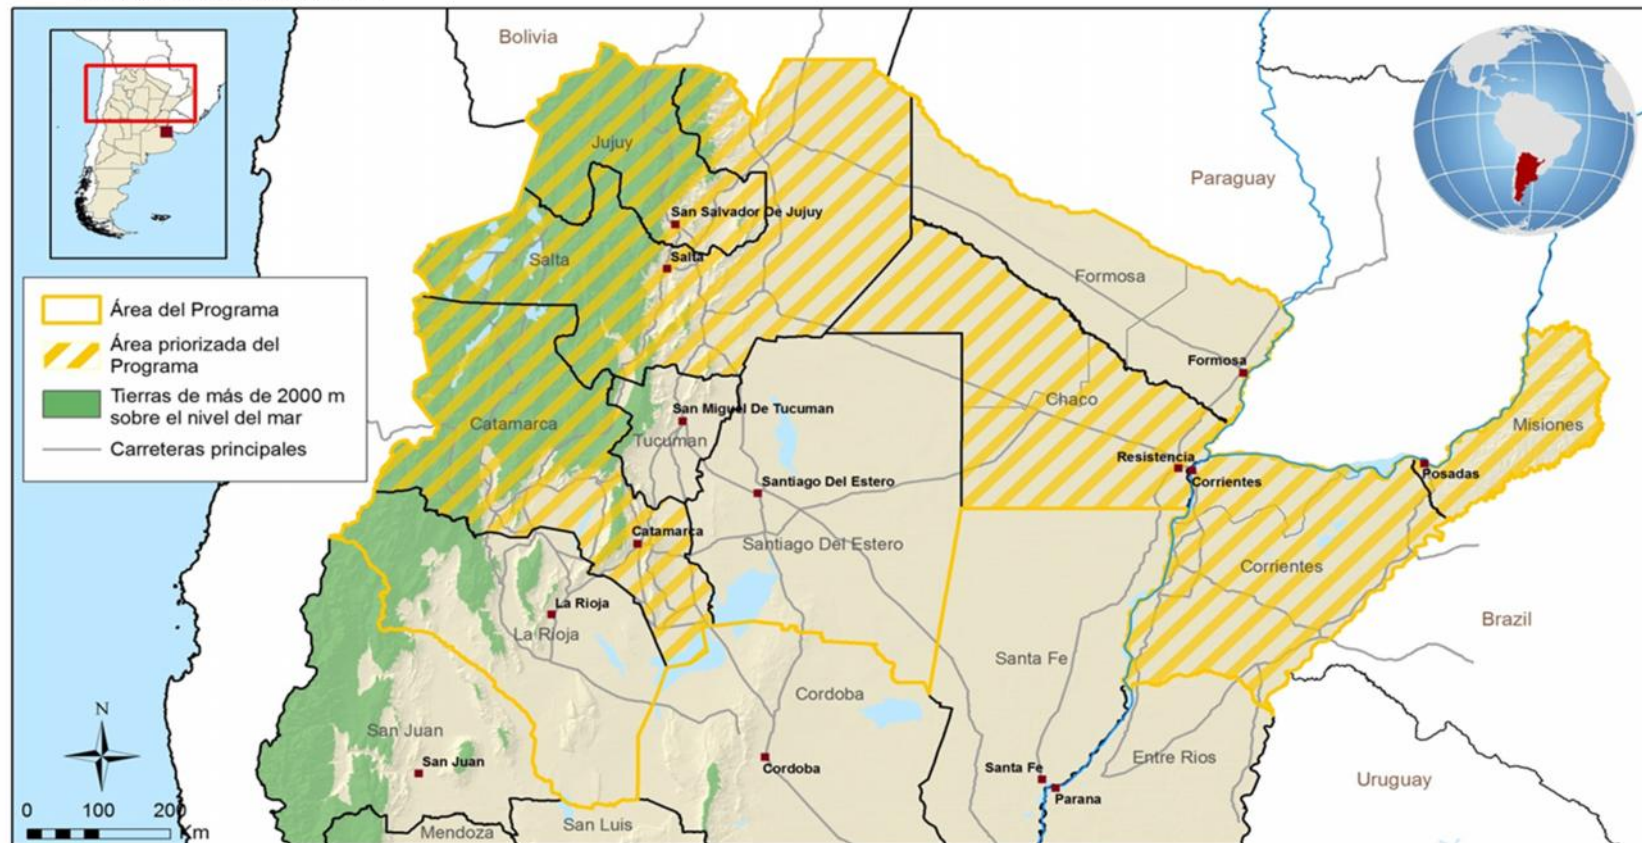 Bolivia
Paraguay
Jujuy
San Salvador De Jujuy
Salta
Salta
Formosa
Área del Programa
Área priorizada del
Programa
Tierras de más de 2000 m
sobre el nivel del mar
Carreteras principales
Formosa
Chaco
San Miguel De Tucuman
Catamarca
Tucuman
Misiones
Resistencia
Corrientes
Posadas
Santiago Del Estero
Catamarca
Santiago Del Estero
Corrientes
La Rioja
La Rioja
Brazil
Santa Fe
Cordoba
N
San Juan
San Juan
Cordoba
Santa Fe
Parana
Entre Rios
Uruguay
0 100 200
Km
Mendoza
San Luis